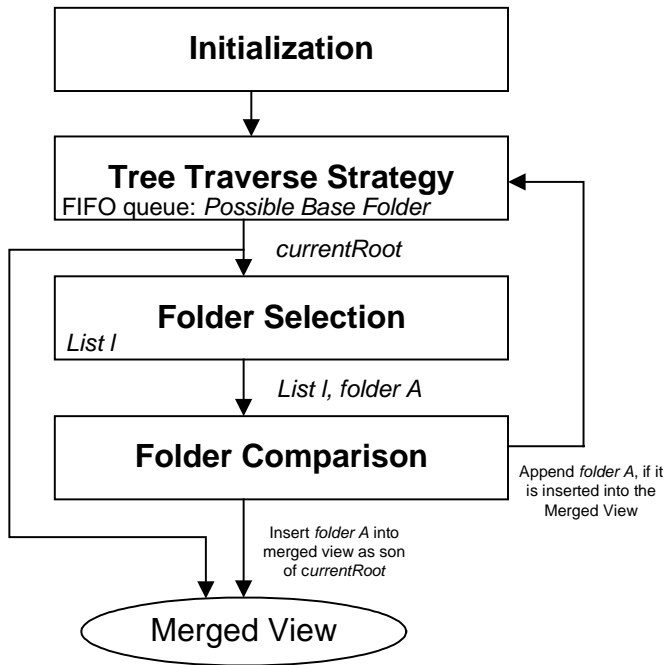 Initialization
Tree Traverse Strategy
FIFO queue: Possible Base Folder
currentRoot
Folder Selection
List l
List l, folder A
Folder Comparison
Append folder A, if it
is inserted into the
Merged View
Insert folder A into
merged view as son
of currentRoot
Merged View